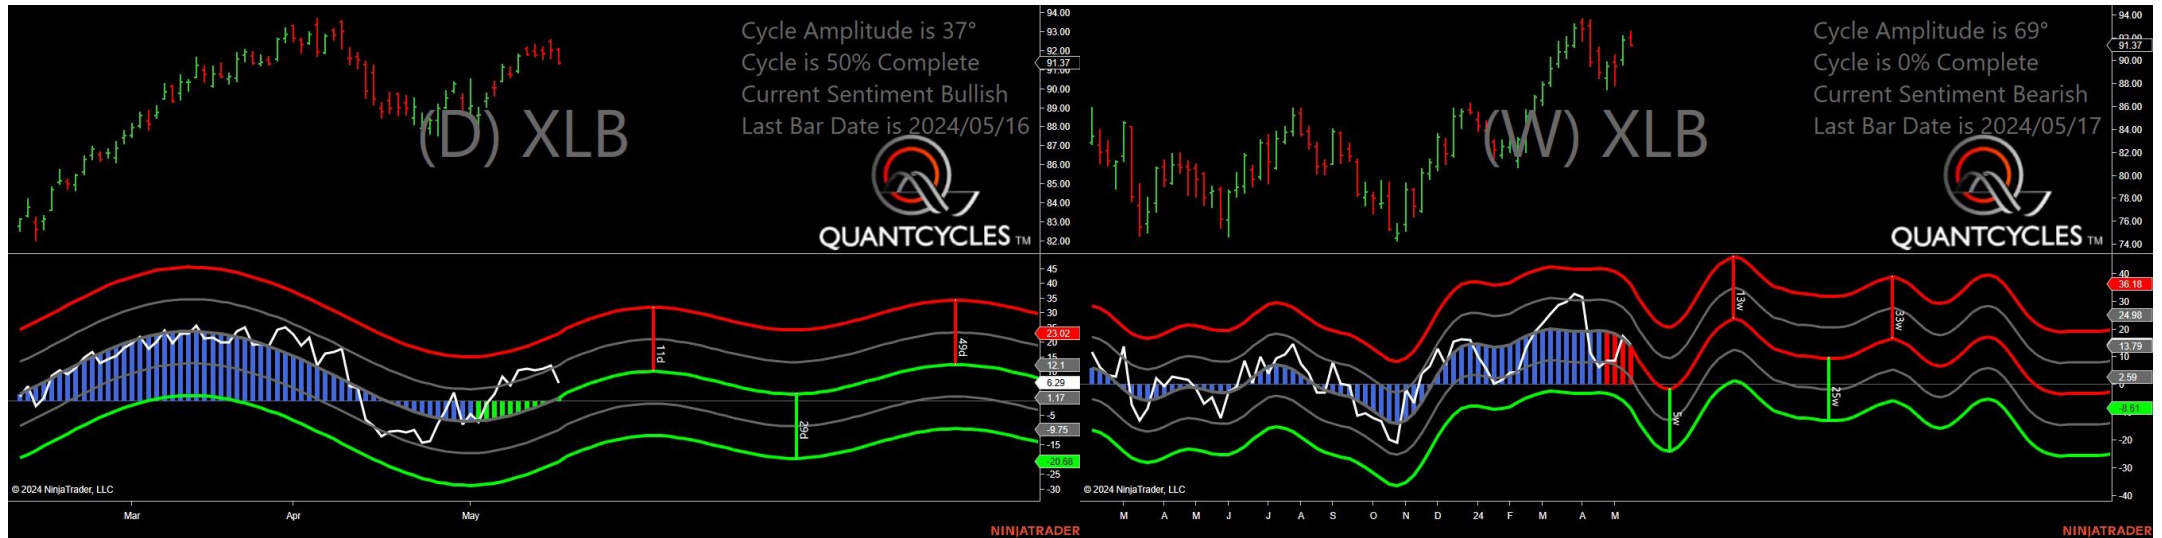 Cycle Amplitude is 37°
Cycle is 50% Complete
Current Sentiment Bullish
Last Bar Date is 2024/05/16
(D) XLB
QUANTCYCLES TM
94.00
93.00
92.00
91.37
91.00
90.00
89.00
88.00
87.00
86.00
85.00
84.00
83.00
82.00
45
40
35
30
25
23.02
20
15
12.1
10
6.29
1.17
-5
-9.75
-15
-20.68
-25
-30
11d
29d
49d
© 2024 NinjaTrader, LLC
Mar Apr May
NINJATRADER
Cycle Amplitude is 69°
Cycle is 0% Complete
Current Sentiment Bearish
Last Bar Date is 2024/05/17
(W) XLB
QUANTCYCLES TM
94.00
92.00
91.37
90.00
88.00
86.00
84.00
82.00
80.00
78.00
76.00
74.00
40
36.18
30
24.98
20
13.79
10
2.59
0
-8.61
-20
-30
-40
13w
5w
25w
33w
© 2024 NinjaTrader, LLC
M A M J J A S O N D 24 F M A M
NINJATRADER